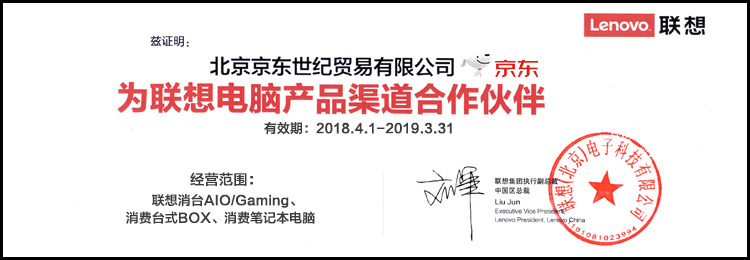 Lenovo 联想
兹证明：
北京京东世纪贸易有限公司 京东
为联想电脑产品渠道合作伙伴
有效期：2018.4.1-2019.3.31
经营范围：
联想消台AIO/Gaming、
消费台式BOX、消费笔记本电脑
刘军
联想集团执行副总裁
中国区总裁
Liu Jun
Executive Vice President,
Lenovo President, Lenovo China
联想(北京)电子科技有限公司
101081023994